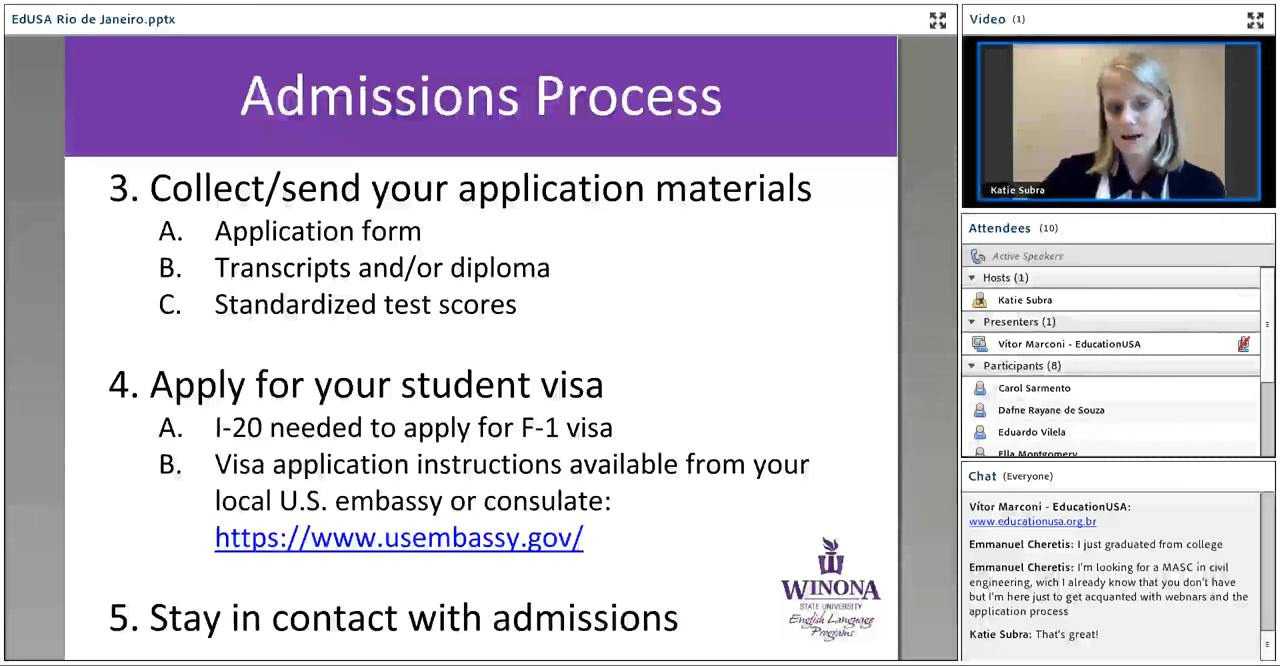 EdUSA Rio de Janeiro.pptx
Admissions Process
3. Collect/send your application materials
A. Application form
B. Transcripts and/or diploma
C. Standardized test scores
4. Apply for your student visa
A. I-20 needed to apply for F-1 visa
B. Visa application instructions available from your
local U.S. embassy or consulate:
https://www.usembassy.gov/
5. Stay in contact with admissions
WINONA
STATE UNIVERSITY
English Language
Programs
Video (1)
Katie Subra
Attendees (10)
Active Speakers
Hosts (1)
Katie Subra
Presenters (1)
Vítor Marconi - EducationUSA
Participants (8)
Carol Sarmento
Dafne Rayane de Souza
Eduardo Vilela
Ella Montgomery
Chat (Everyone)
Vítor Marconi - EducationUSA:
www.educationusa.org.br
Emmanuel Cheretis: I just graduated from college
Emmanuel Cheretis: I'm looking for a MASC in civil
engineering, wich I already know that you don't have
but I'm here just to get acquanted with webnars and the
application process
Katie Subra: That's great!